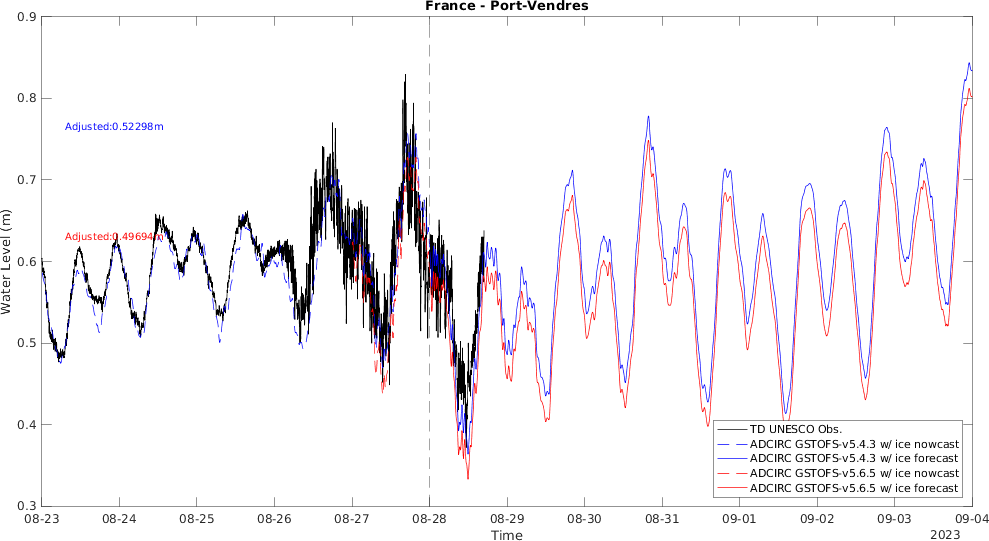 France - Port-Vendres
Water Level (m)
0.9
0.8
0.7
0.6
0.5
0.4
0.3
Adjusted:0.52298m
Adjusted:0.49694m
TD UNESCO Obs.
ADCIRC GSTOFS-v5.4.3 w/ ice nowcast
ADCIRC GSTOFS-v5.4.3 w/ ice forecast
ADCIRC GSTOFS-v5.6.5 w/ ice nowcast
ADCIRC GSTOFS-v5.6.5 w/ ice forecast
08-23 08-24 08-25 08-26 08-27 08-28 08-29 08-30 08-31 09-01 09-02 09-03 09-04
Time
2023